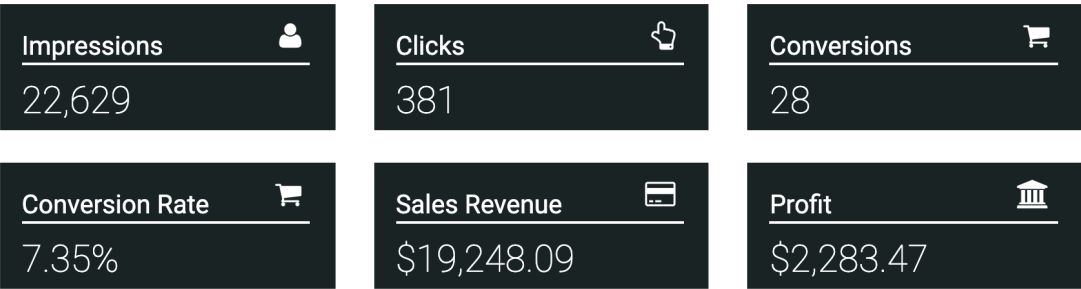 Impressions
22,629
Clicks
381
Conversions
28
Conversion Rate
7.35%
Sales Revenue
$19,248.09
Profit
$2,283.47